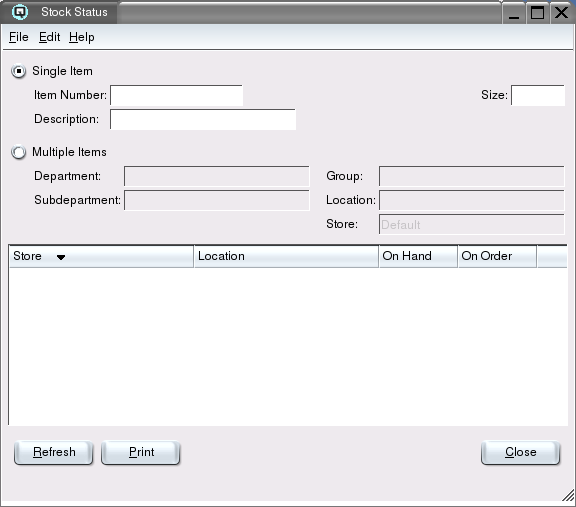 Stock Status
File Edit Help
Single Item
Item Number: Size:
Description:
Multiple Items
Department: Group:
Subdepartment: Location:
Store: Default
Store Location On Hand On Order
Refresh Print Close